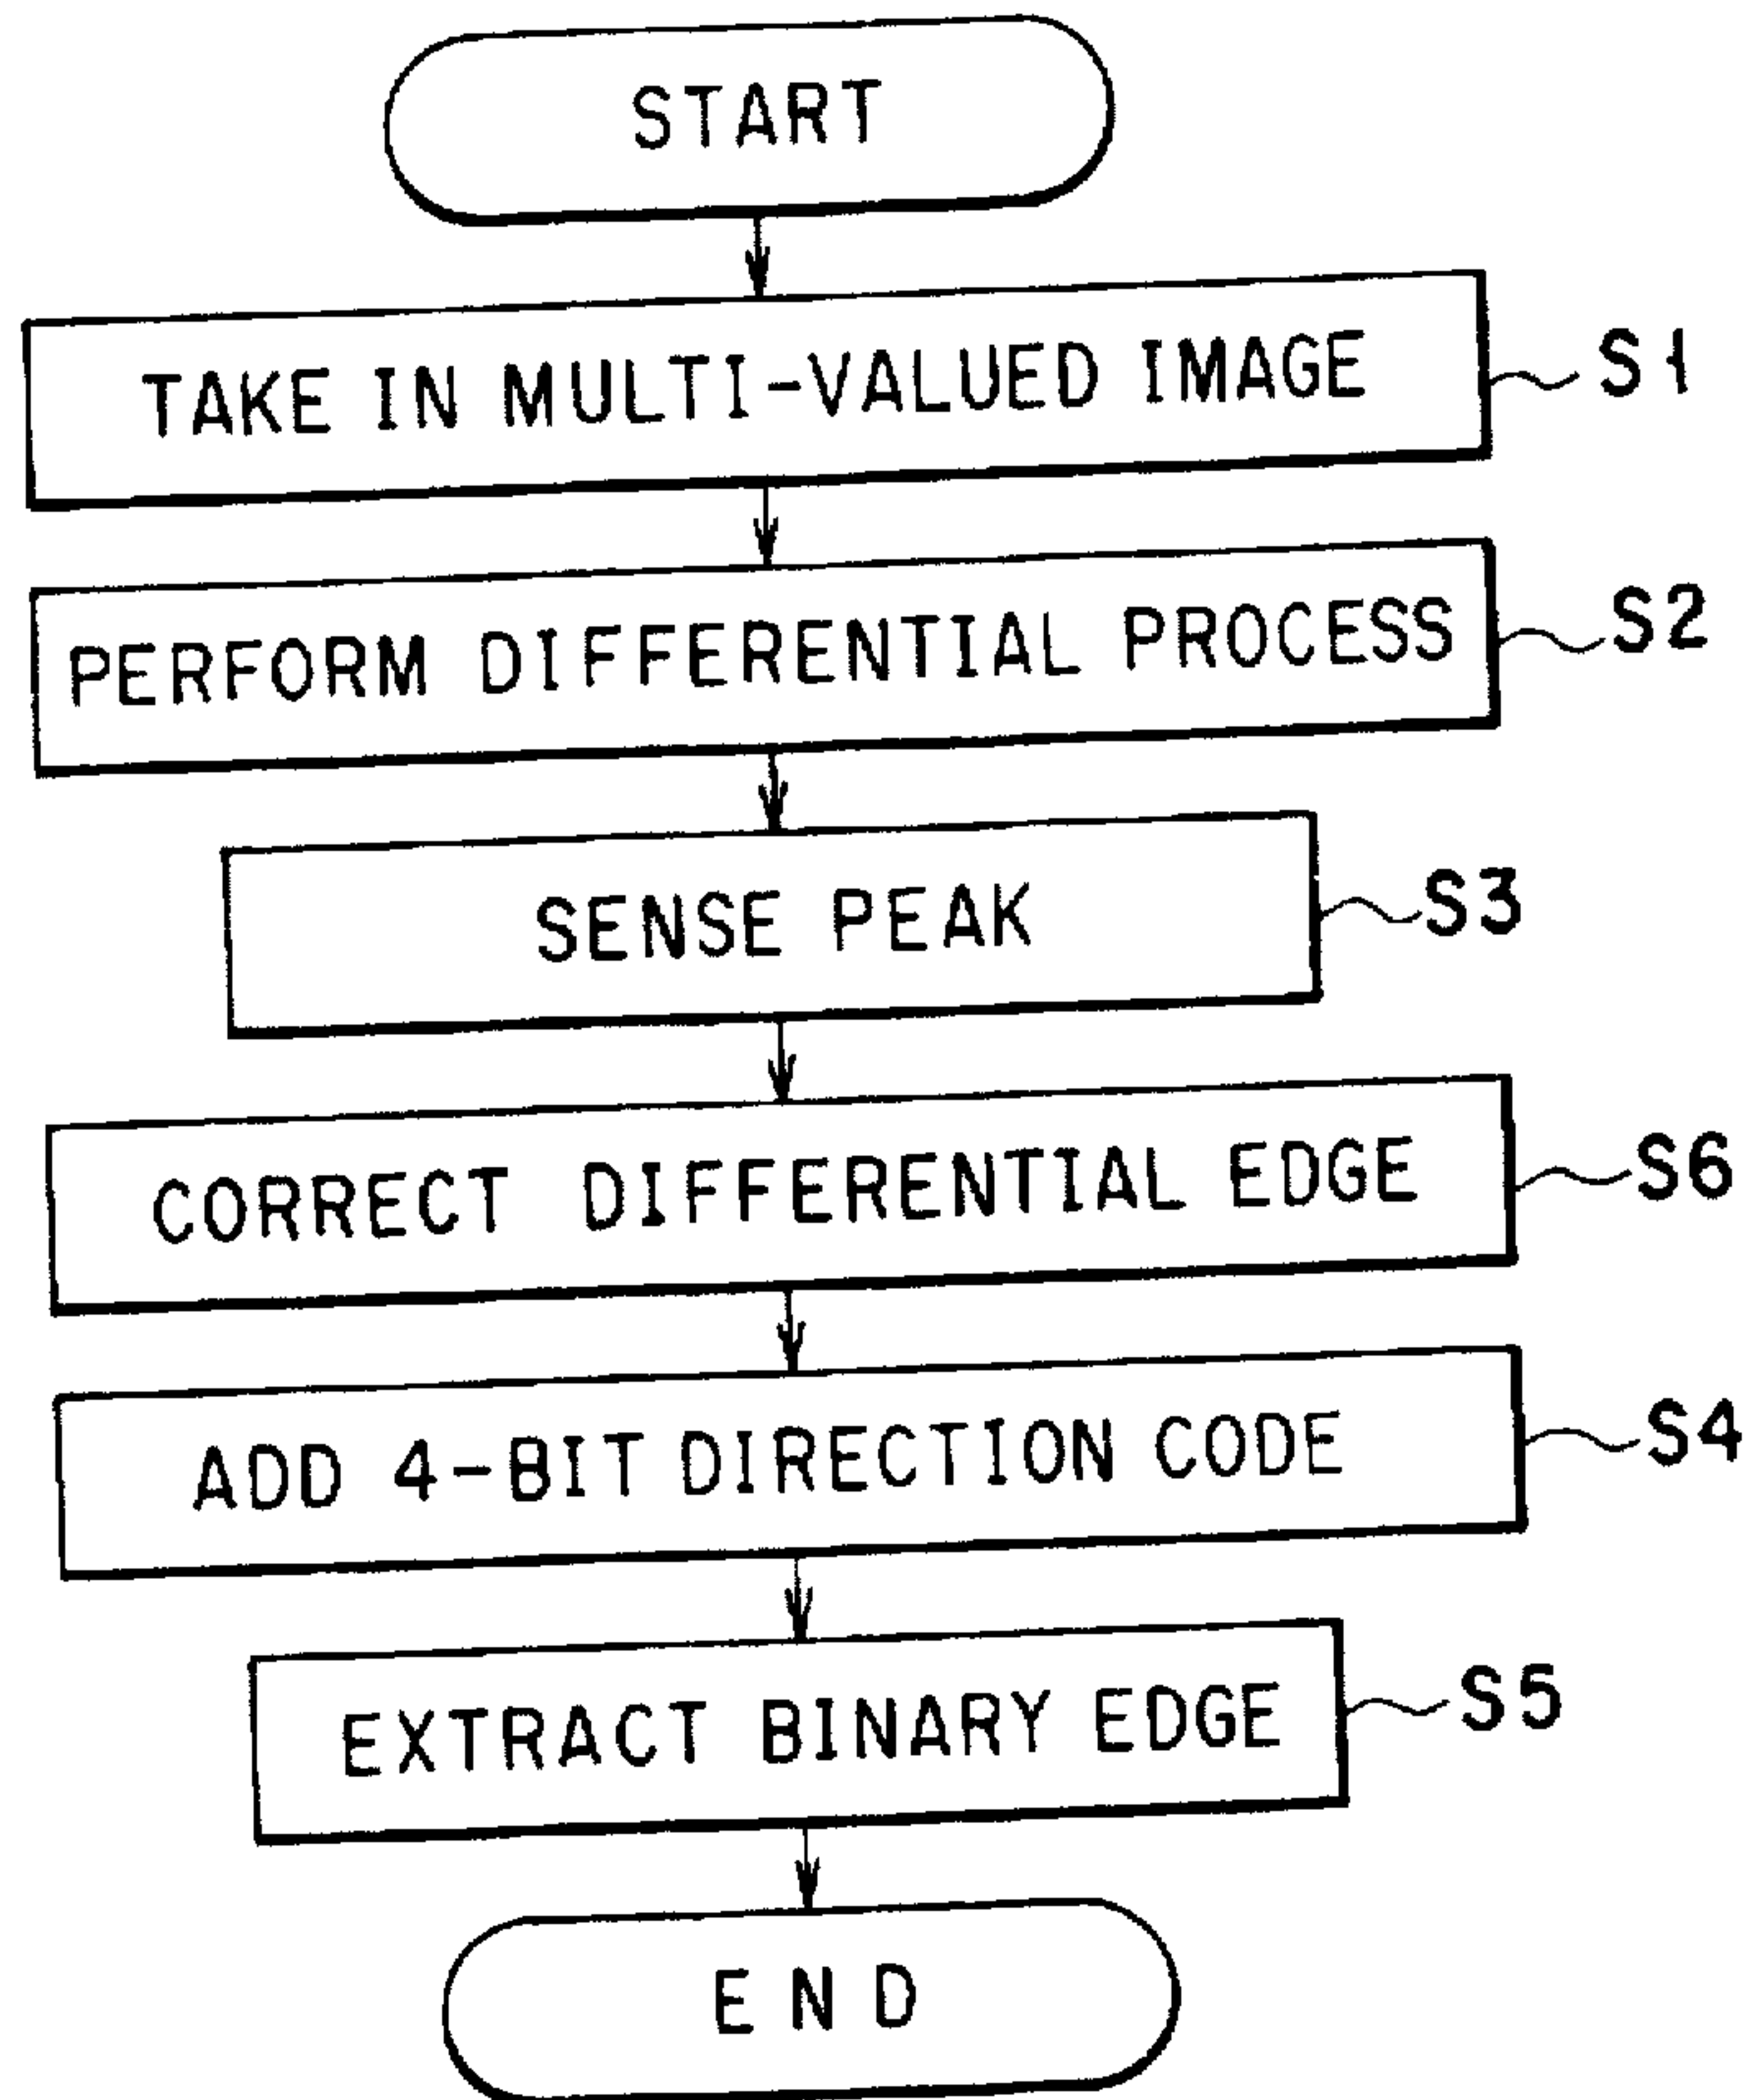 START
TAKE IN MULTI-VALUED IMAGE S1
PERFORM DIFFERENTIAL PROCESS S2
SENSE PEAK S3
CORRECT DIFFERENTIAL EDGE S6
ADD 4-BIT DIRECTION CODE S4
EXTRACT BINARY EDGE S5
END